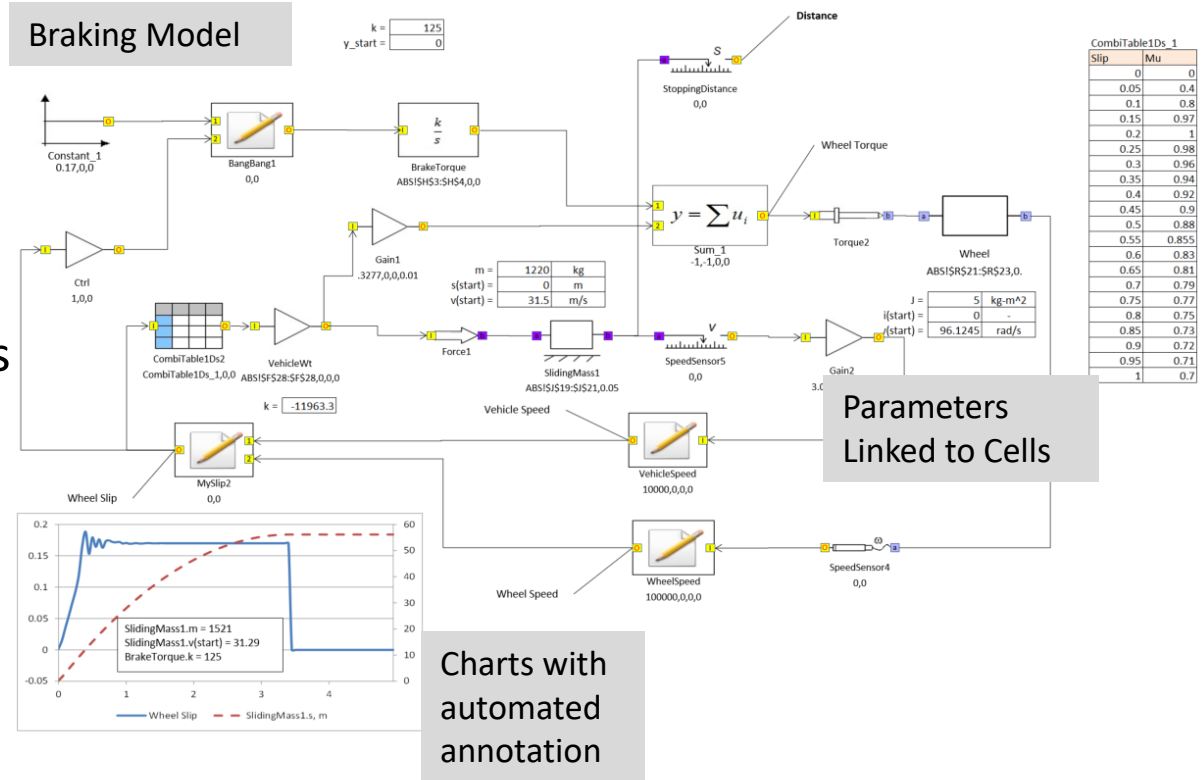 Braking Model
k = 125
y_start = 0
Distance
S
StoppingDistance
0,0
CombiTable1Ds_1
Slip Mu
0 0
0.05 0.4
0.1 0.8
0.15 0.97
0.2 1
0.25 0.98
0.3 0.96
0.35 0.94
0.4 0.92
0.45 0.9
0.5 0.88
0.55 0.855
0.6 0.83
0.65 0.81
0.7 0.79
0.75 0.77
0.8 0.75
0.85 0.73
0.9 0.72
0.95 0.71
1 0.7
Constant_1
0.17,0,0
1
2
O
BangBang1
0,0
I
k
s
O
BrakeTorque
ABS!$H$3:$H$4,0,0
Wheel Torque
1
2
y = ∑ uᵢ
O
Sum_1
-1,-1,0,0
I
b
Torque2
a
b
Wheel
ABS!$R$21:$R$23,0.
I
O
Gain1
.3277,0,0,0.01
I
O
Ctrl
1,0,0
m = 1220 kg
s(start) = 0 m
v(start) = 31.5 m/s
J = 5 kg-m^2
i(start) = 0 -
(start) = 96.1245 rad/s
s
I
O
CombiTable1Ds2
CombiTable1Ds_1,0,0
I
O
VehicleWt
ABS!$F$28:$F$28,0,0,0
k = -11963.3
I
b
Force1
a
b
SlidingMass1
ABS!$J$19:$J$21,0.05
a
V
O
SpeedSensor5
0,0
I
O
Gain2
3.0
Parameters
Linked to Cells
Vehicle Speed
O
1
2
MySlip2
0,0
Wheel Slip
O
I
VehicleSpeed
10000,0,0,0
O
I
WheelSpeed
100000,0,0,0
Wheel Speed
O
ω
a
SpeedSensor4
0,0
0.2
0.15
0.1
0.05
0
-0.05
60
50
40
30
20
10
0
SlidingMass1.m = 1521
SlidingMass1.v(start) = 31.29
BrakeTorque.k = 125
0 1 2 3 4
Wheel Slip SlidingMass1.s, m
Charts with
automated
annotation